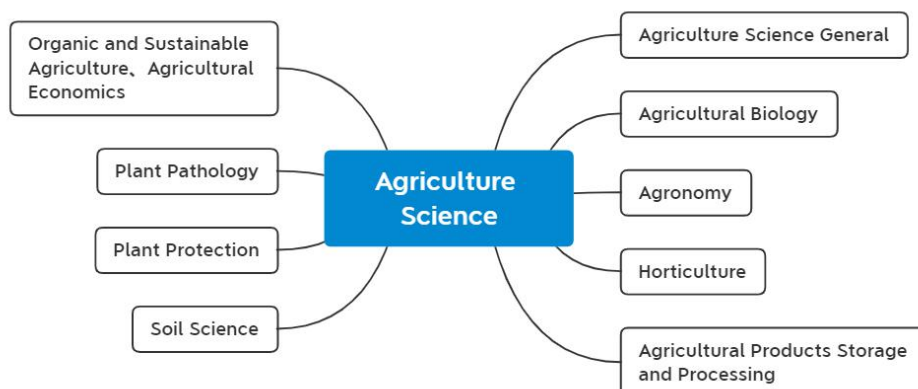 Organic and Sustainable
Agriculture、Agricultural
Economics
Plant Pathology
Plant Protection
Soil Science
Agriculture
Science
Agriculture Science General
Agricultural Biology
Agronomy
Horticulture
Agricultural Products Storage
and Processing